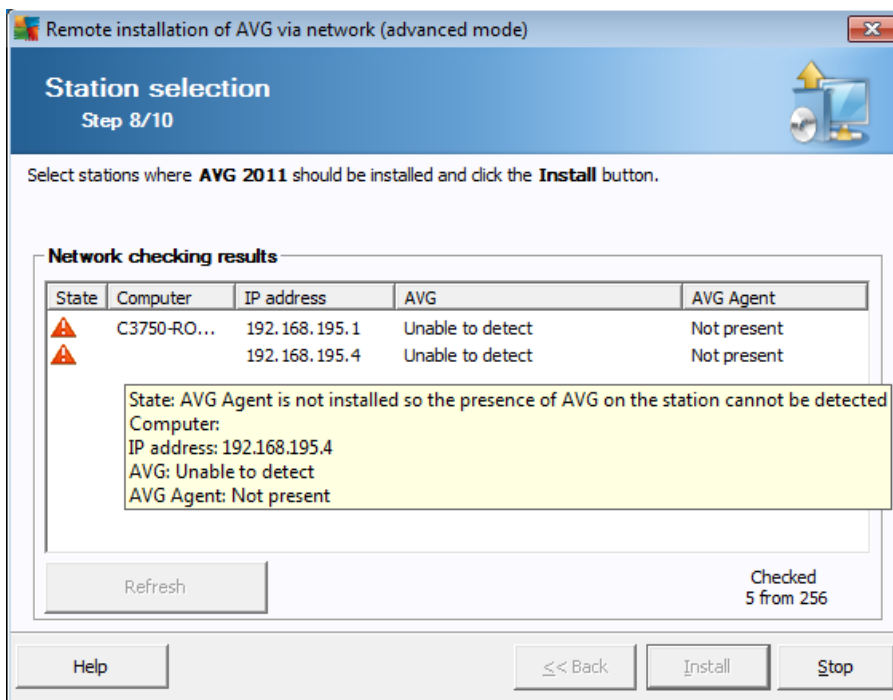 Remote installation of AVG via network (advanced mode)
Station selection
Step 8/10
Select stations where AVG 2011 should be installed and click the Install button.
Network checking results
State Computer IP address AVG AVG Agent
C3750-RO... 192.168.195.1 Unable to detect Not present
192.168.195.4 Unable to detect Not present
State: AVG Agent is not installed so the presence of AVG on the station cannot be detected
Computer:
IP address: 192.168.195.4
AVG: Unable to detect
AVG Agent: Not present
Refresh
Checked
5 from 256
Help << Back Install Stop